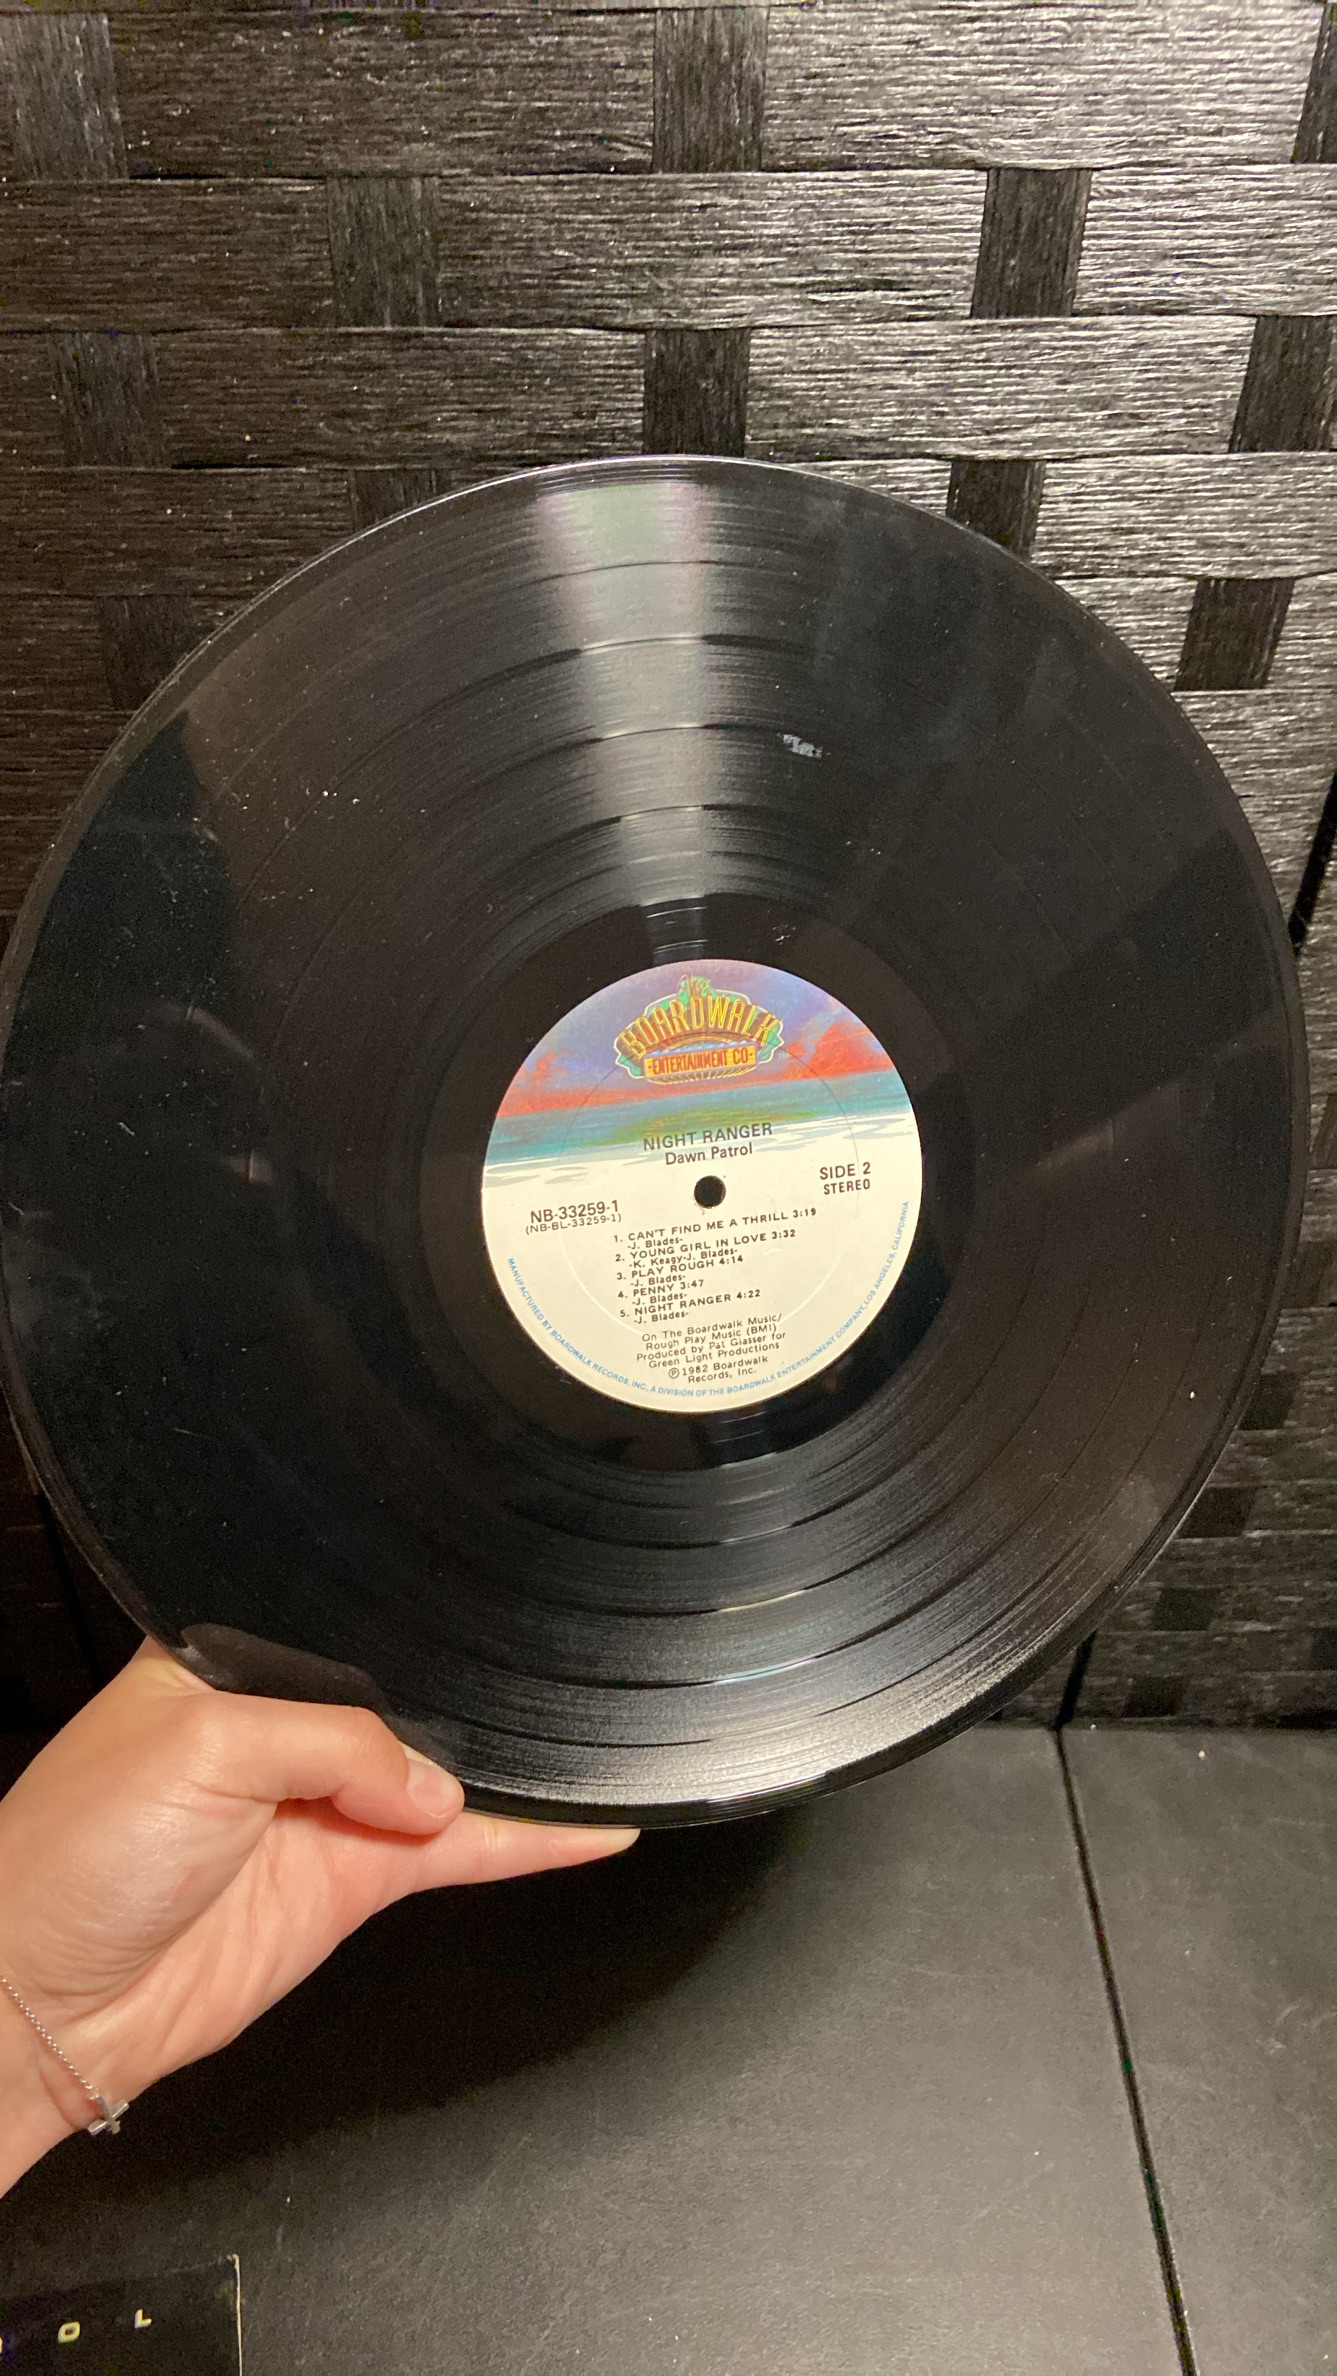 The
BOARDWALK
-ENTERTAINMENT CO-
NIGHT RANGER
Dawn Patrol
SIDE 2
STEREO
NB-33259-1
(NB-BL-33259-1)
1. CAN'T FIND ME A THRILL 3:19
-J. Blades-
2. YOUNG GIRL IN LOVE 3:32
-K. Keagy-J. Blades-
3. PLAY ROUGH 4:14
-J. Blades-
4. PENNY 3:47
-J. Blades-
5. NIGHT RANGER 4:22
-J. Blades-
On The Boardwalk Music/
Rough Play Music (BMI)
Produced by Pat Glasser for
Green Light Productions
℗ 1982 Boardwalk
Records, Inc.
MANUFACTURED BY BOARDWALK RECORDS, INC. A DIVISION OF THE BOARDWALK ENTERTAINMENT COMPANY, LOS ANGELES, CALIFORNIA
O L